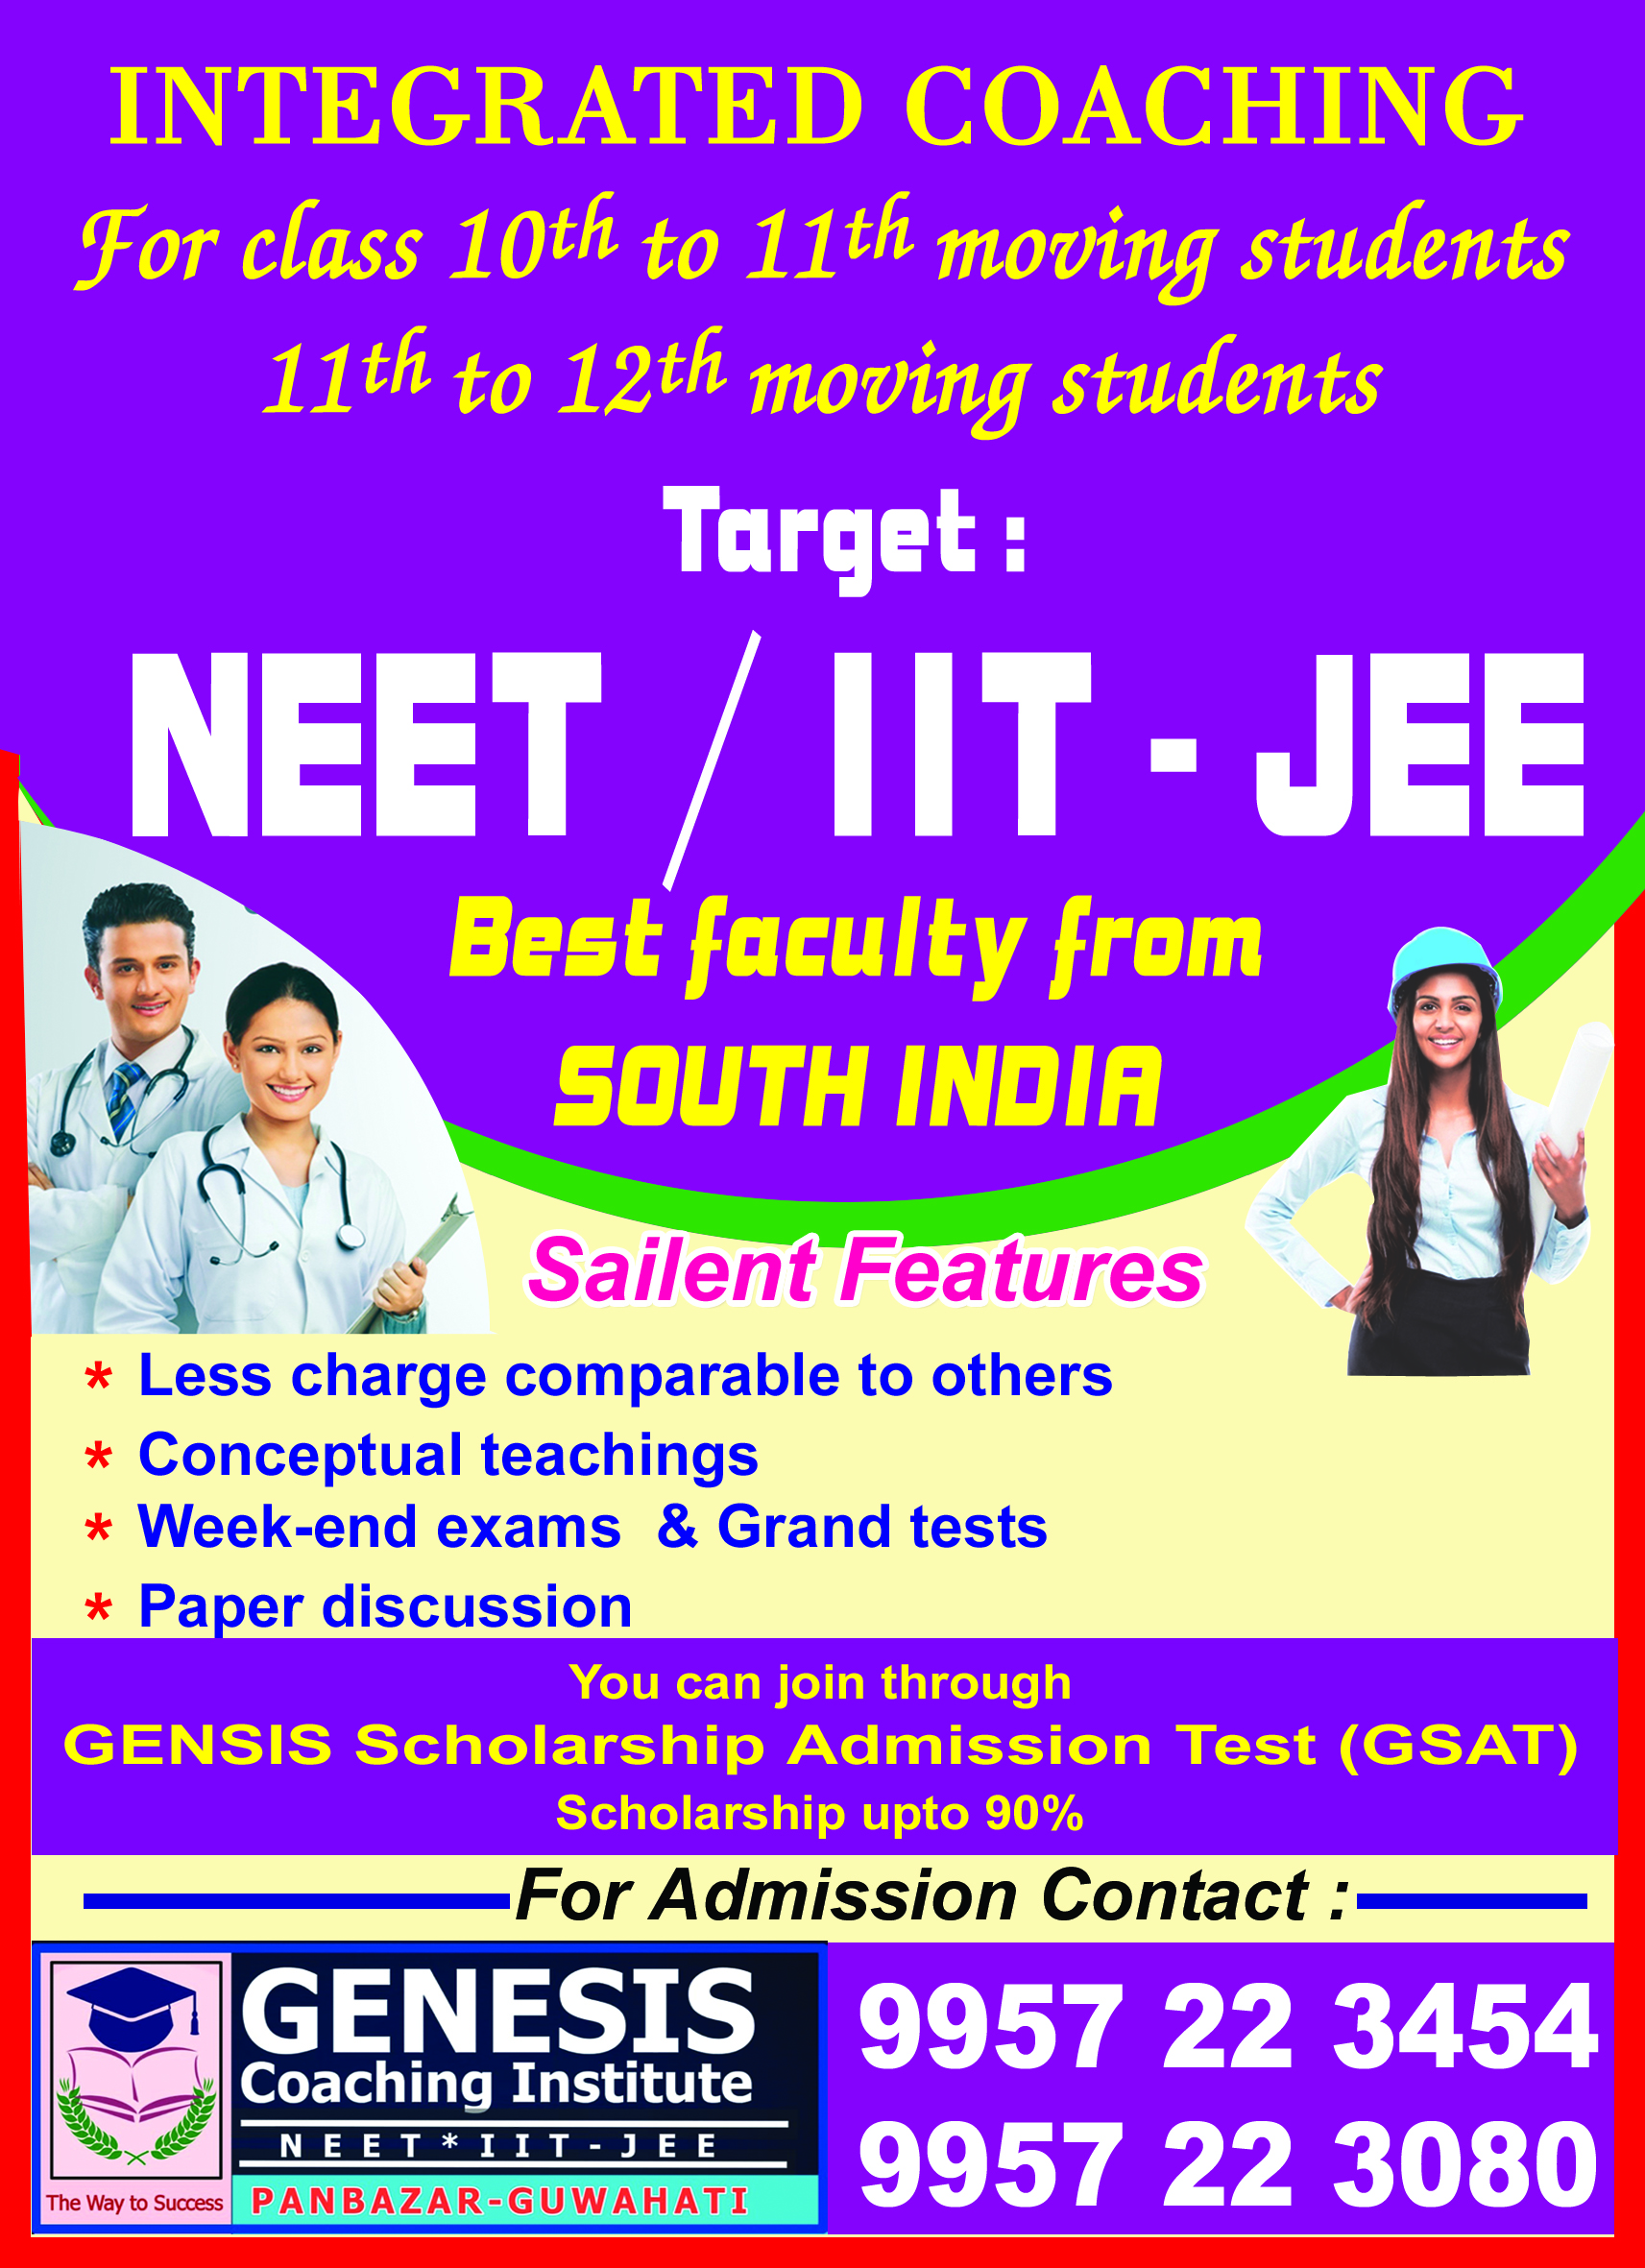 INTEGRATED COACHING
For class 10th to 11th moving students
11th to 12th moving students
Target :
NEET / IIT - JEE
Best faculty from
SOUTH INDIA
Sailent Features
* Less charge comparable to others
* Conceptual teachings
* Week-end exams & Grand tests
* Paper discussion
You can join through
GENSIS Scholarship Admission Test (GSAT)
Scholarship upto 90%
For Admission Contact :
GENESIS
Coaching Institute
NEET*IIT-JEE
The Way to Success
PANBAZAR-GUWAHATI
9957 22 3454
9957 22 3080